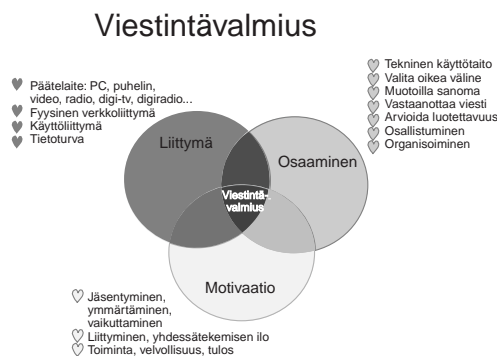 Viestintävalmius
Päätelaite: PC, puhelin,
video, radio, digi-tv, digiradio...
Fyysinen verkkoliittymä
Käyttöliittymä
Tietoturva
Tekninen käyttötaito
Valita oikea väline
Muotoilla sanoma
Vastaanottaa viesti
Arvioida luotettavuus
Osallistuminen
Organisoiminen
Liittymä
Osaaminen
Viestintä-
valmius
Motivaatio
Jäsentyminen,
ymmärtäminen,
vaikuttaminen
Liittyminen, yhdessätekemisen ilo
Toiminta, velvollisuus, tulos